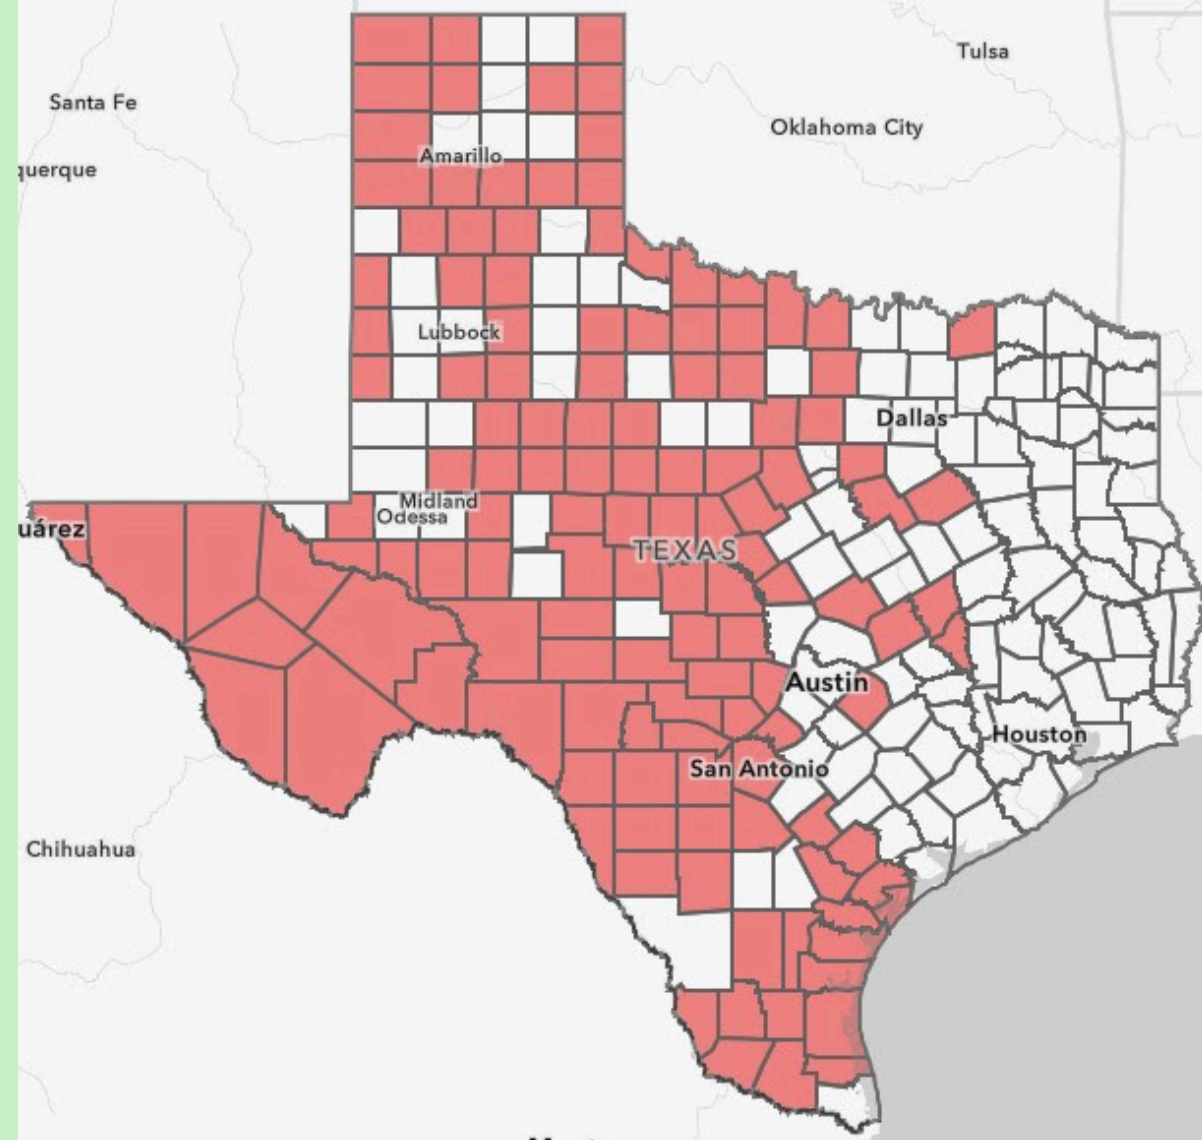 Tulsa
Santa Fe
Oklahoma City
Amarillo
querque
Lubbock
Dallas
Midland
Odessa
uárez
TEXAS
Austin
Houston
San Antonio
Chihuahua